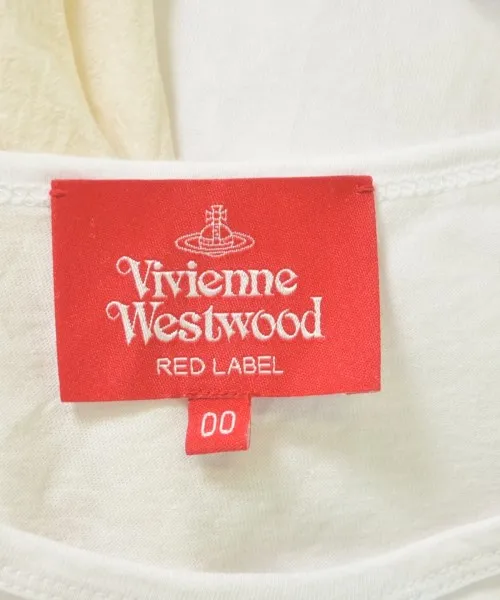 Vivienne
Westwood
RED LABEL
00